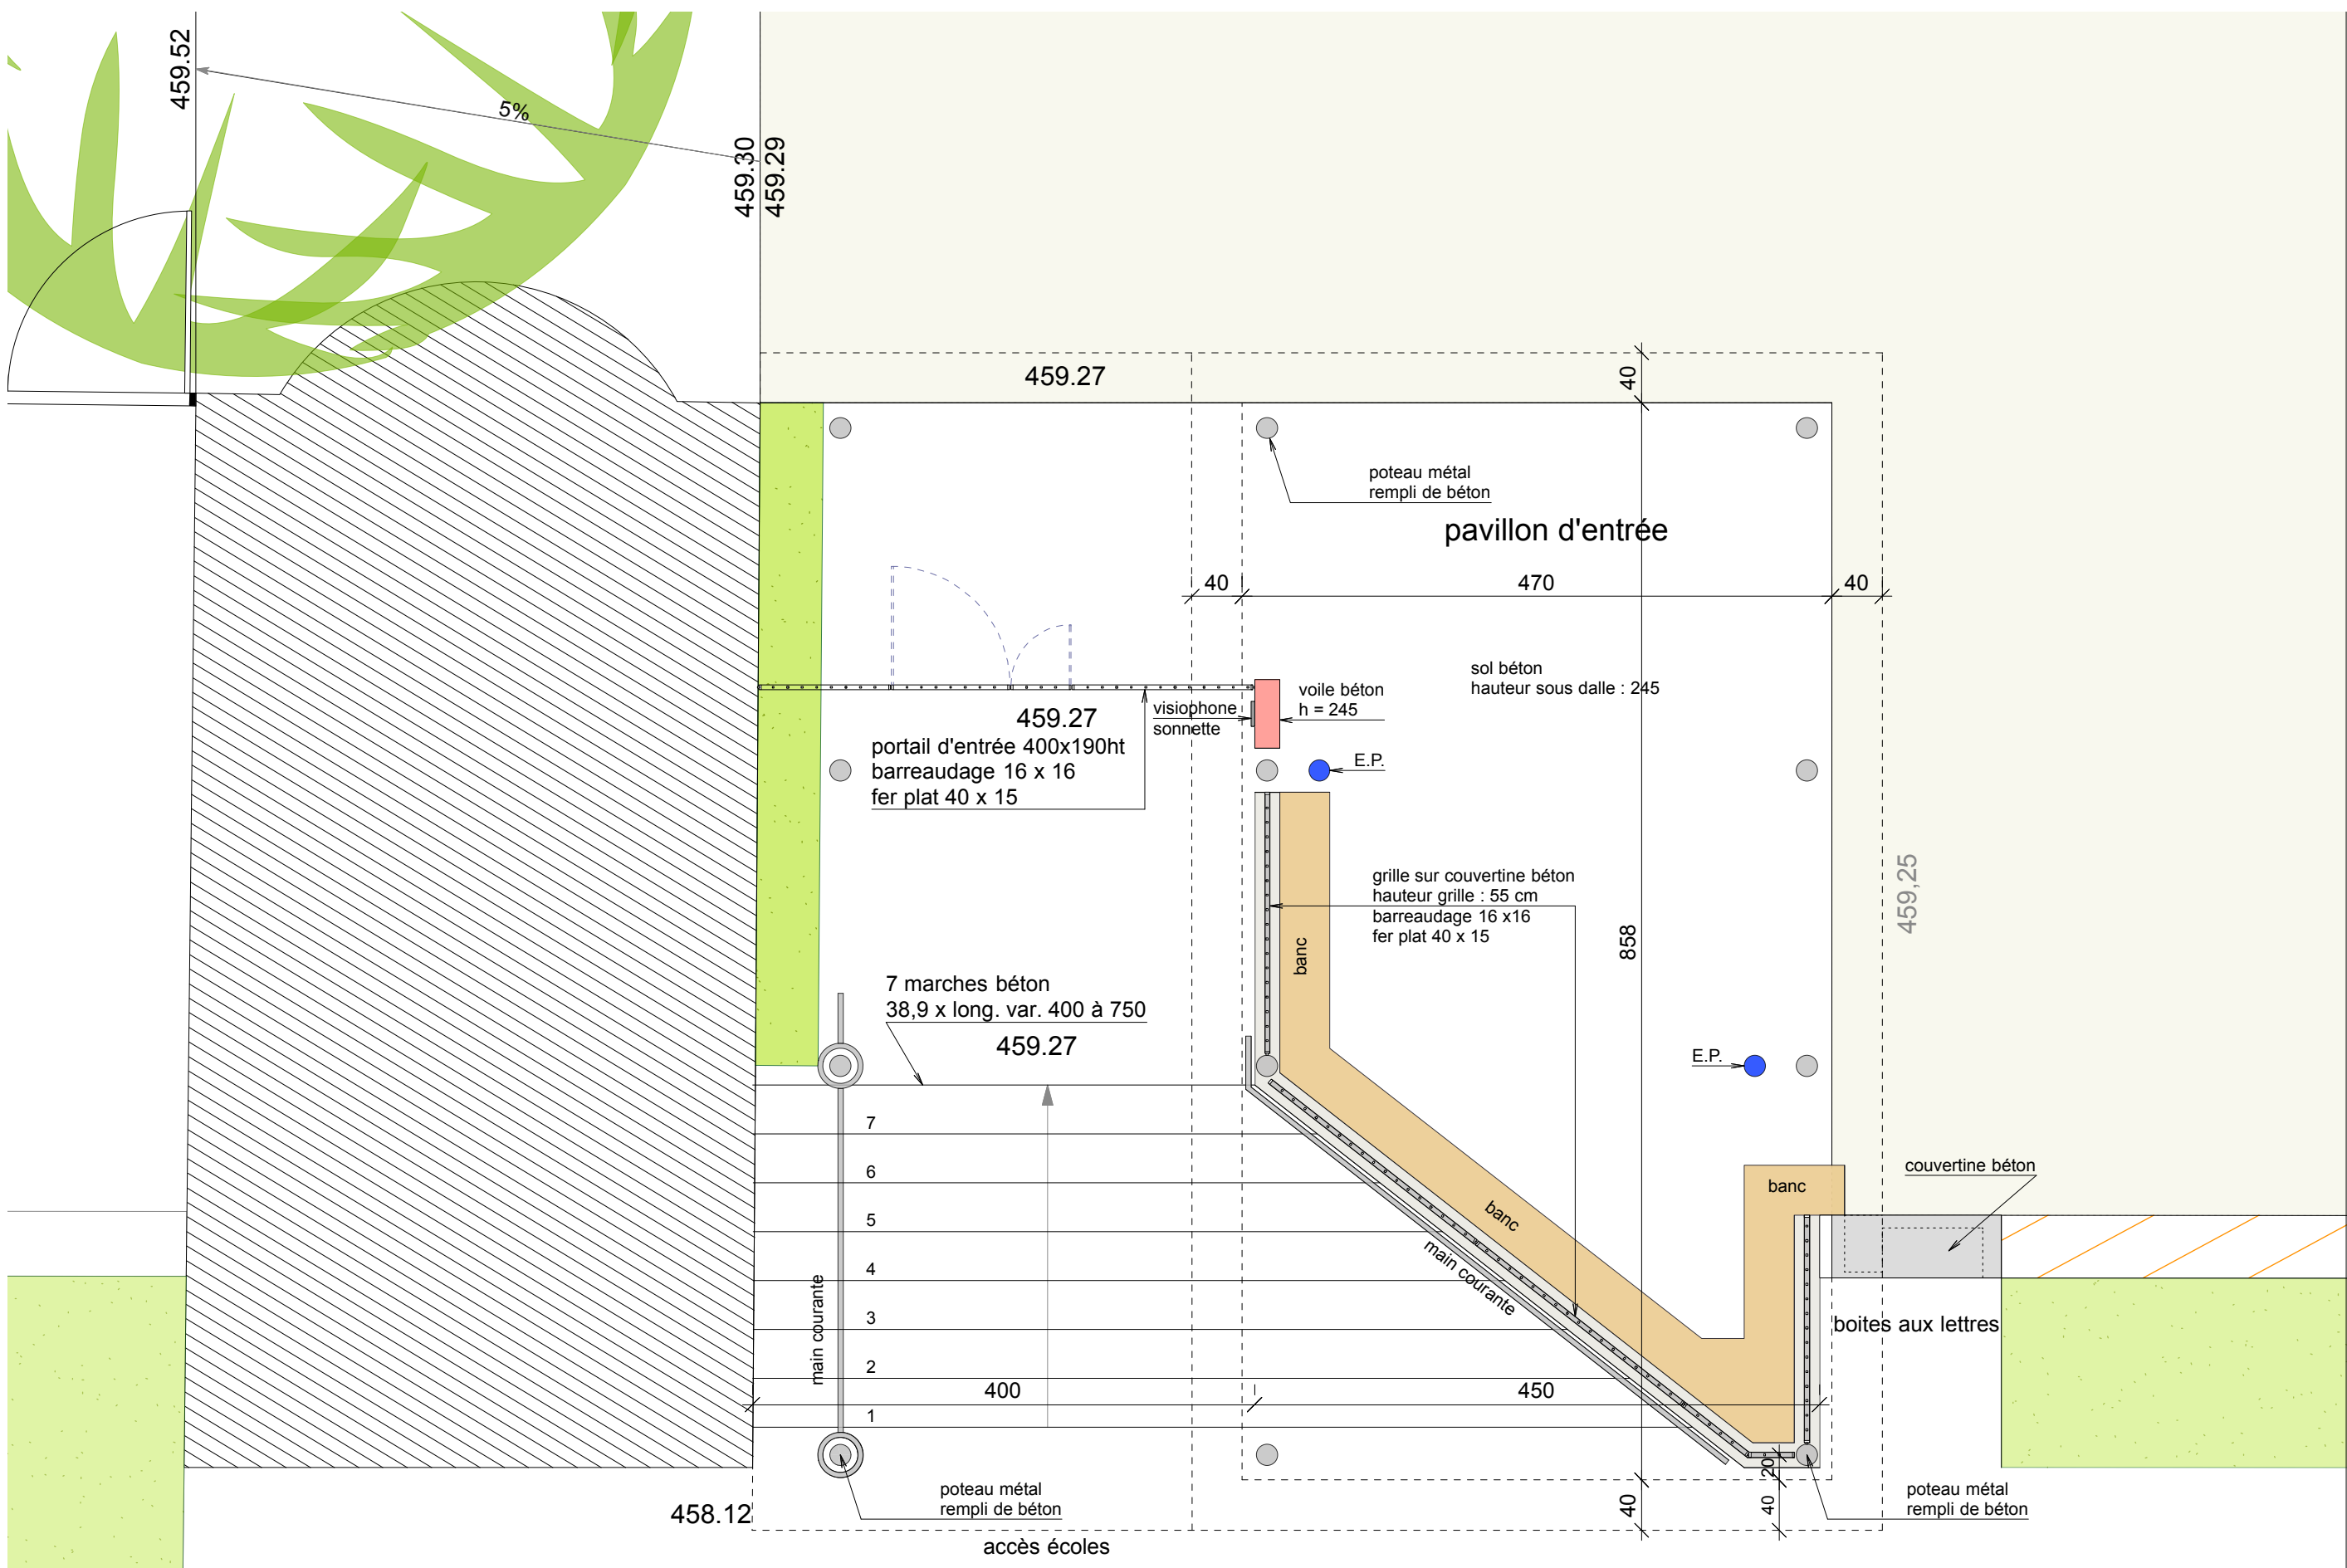 459.52
5%
459.30
459.29
459.27
40
poteau métal
rempli de béton
pavillon d'entrée
40
470
40
sol béton
hauteur sous dalle : 245
voile béton
h = 245
visiophone
sonnette
459.27
portail d'entrée 400x190ht
barreaudage 16 x 16
fer plat 40 x 15
E.P.
grille sur couvertine béton
hauteur grille : 55 cm
barreaudage 16 x16
fer plat 40 x 15
459,25
858
banc
7 marches béton
38,9 x long. var. 400 à 750
459.27
E.P.
7
6
5
4
3
2
1
banc
couvertine béton
banc
main courante
main courante
boites aux lettres
400
450
20
40
40
poteau métal
rempli de béton
poteau métal
rempli de béton
458.12
accès écoles